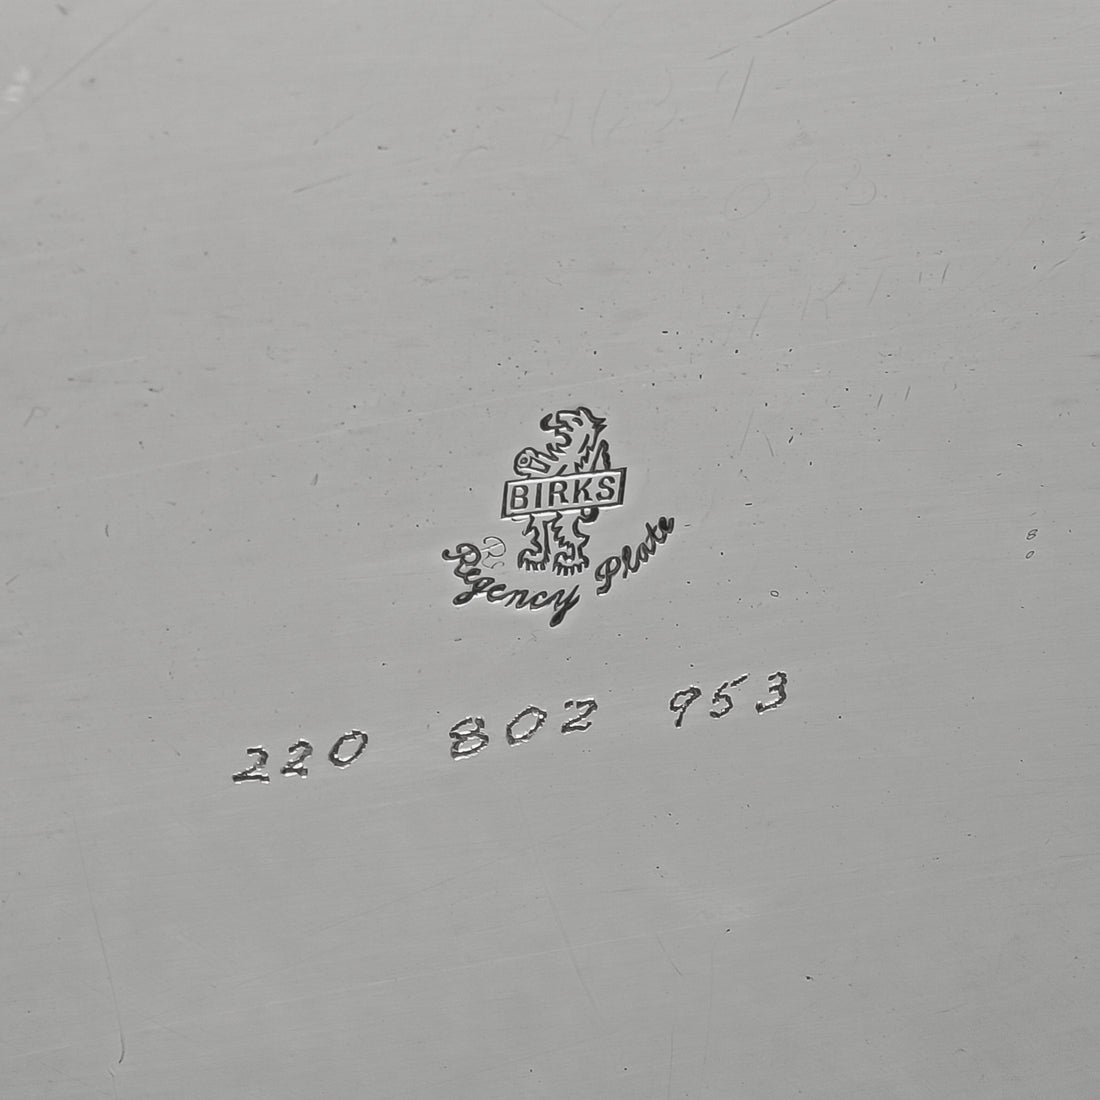 BIRKS
Regency Plate
220 802 953